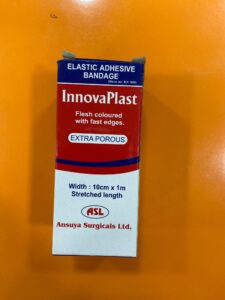 ELASTIC ADHESIVE
BANDAGE
InnovaPlast
Flesh coloured
with fast edges.
EXTRA POROUS
Width : 10cm x 1m
Stretched length
ASL
Ansuya Surgicals Ltd.